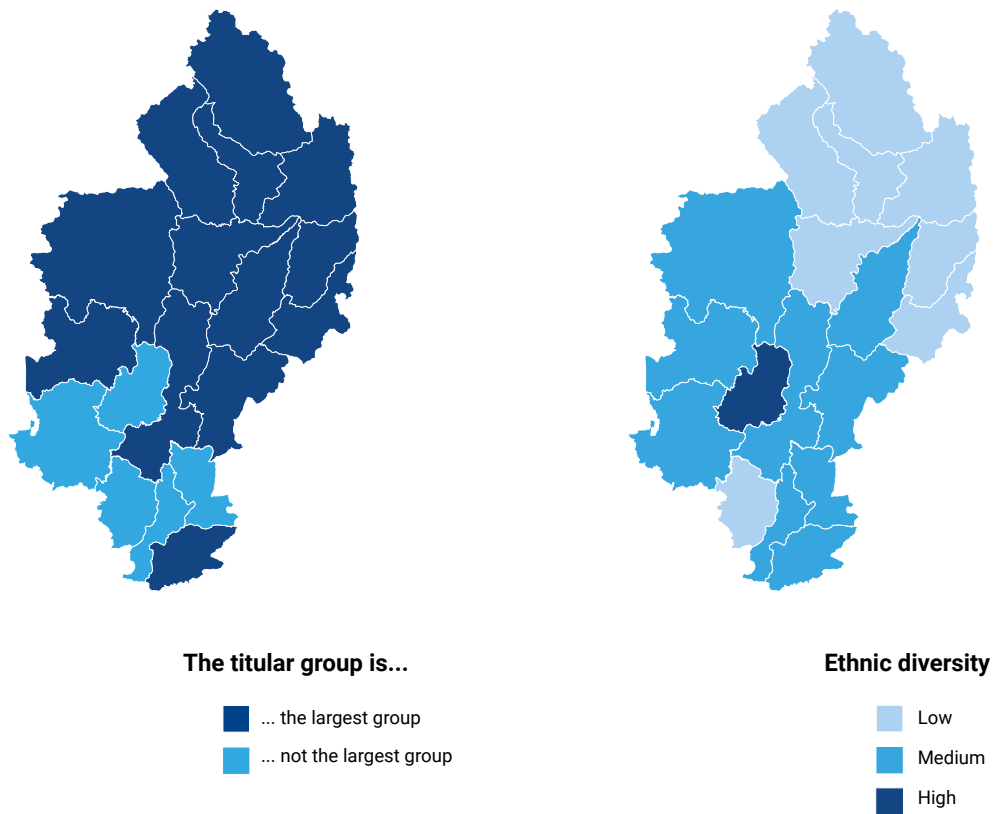 The titular group is...
... the largest group
... not the largest group
Ethnic diversity
Low
Medium
High